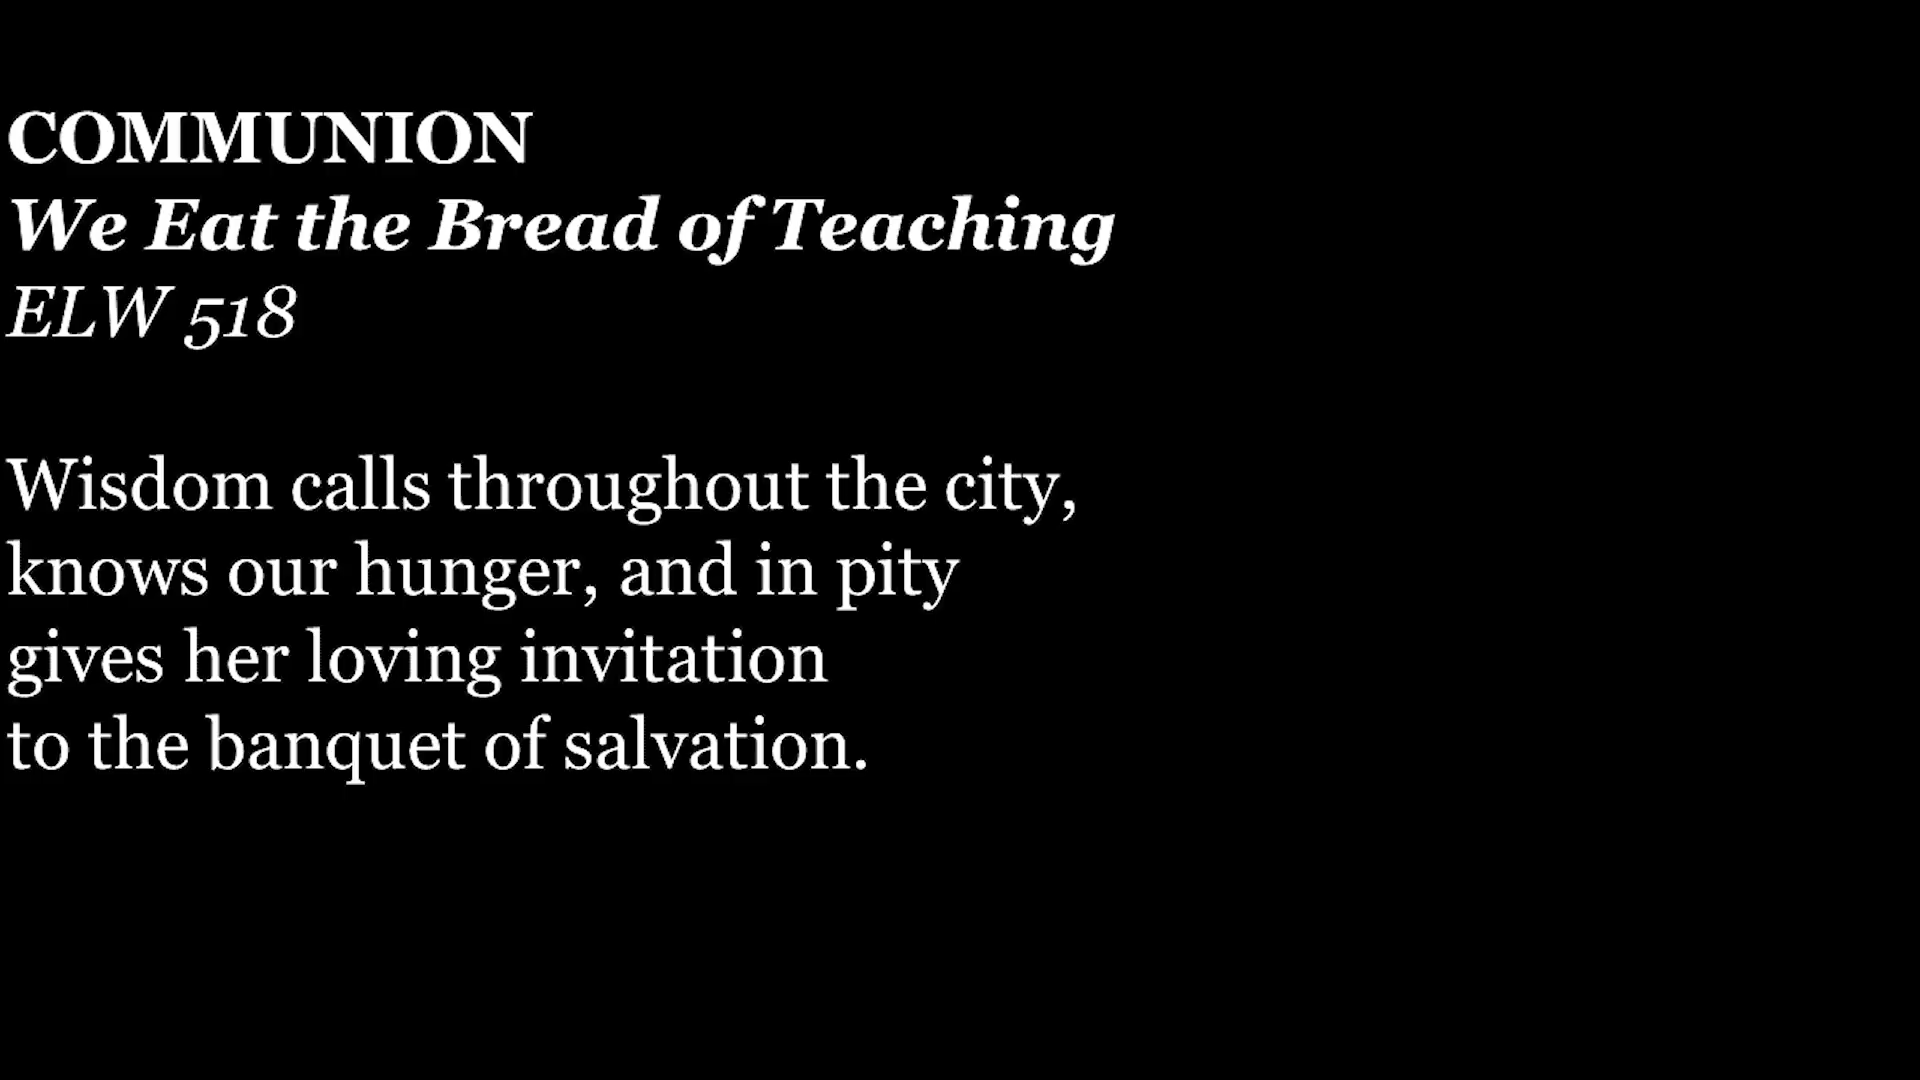 COMMUNION
We Eat the Bread of Teaching
ELW 518
Wisdom calls throughout the city,
knows our hunger, and in pity
gives her loving invitation
to the banquet of salvation.